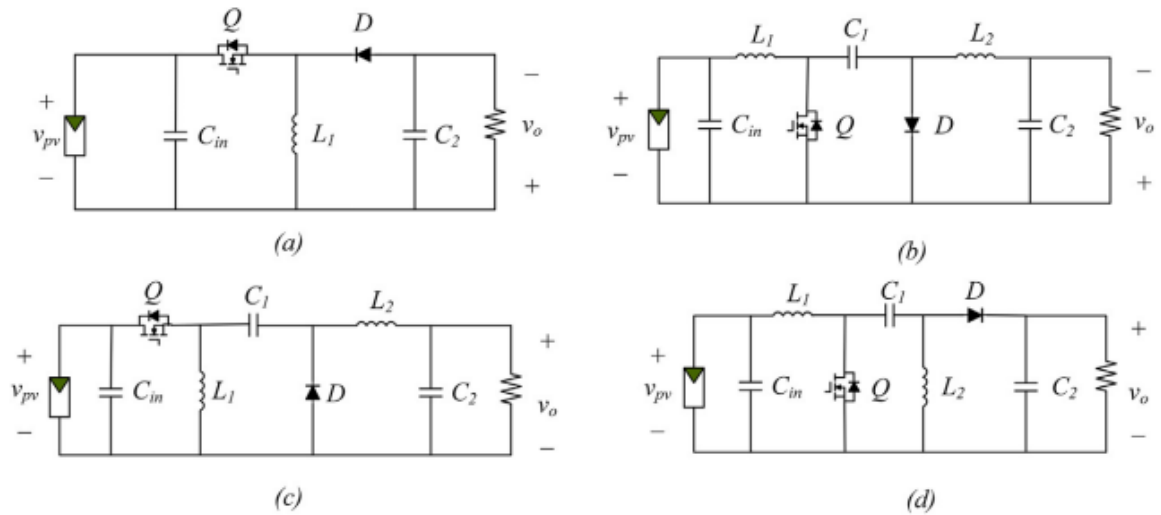 Q D
+ − v_pv C_in L_1 C_2 − v_o +
(a)
L_1 C_1 L_2
+ − v_pv C_in Q D C_2 − v_o +
(b)
Q C_1 L_2
+ − v_pv C_in L_1 D C_2 + v_o −
(c)
L_1 C_1 D
+ − v_pv C_in Q L_2 C_2 + v_o −
(d)